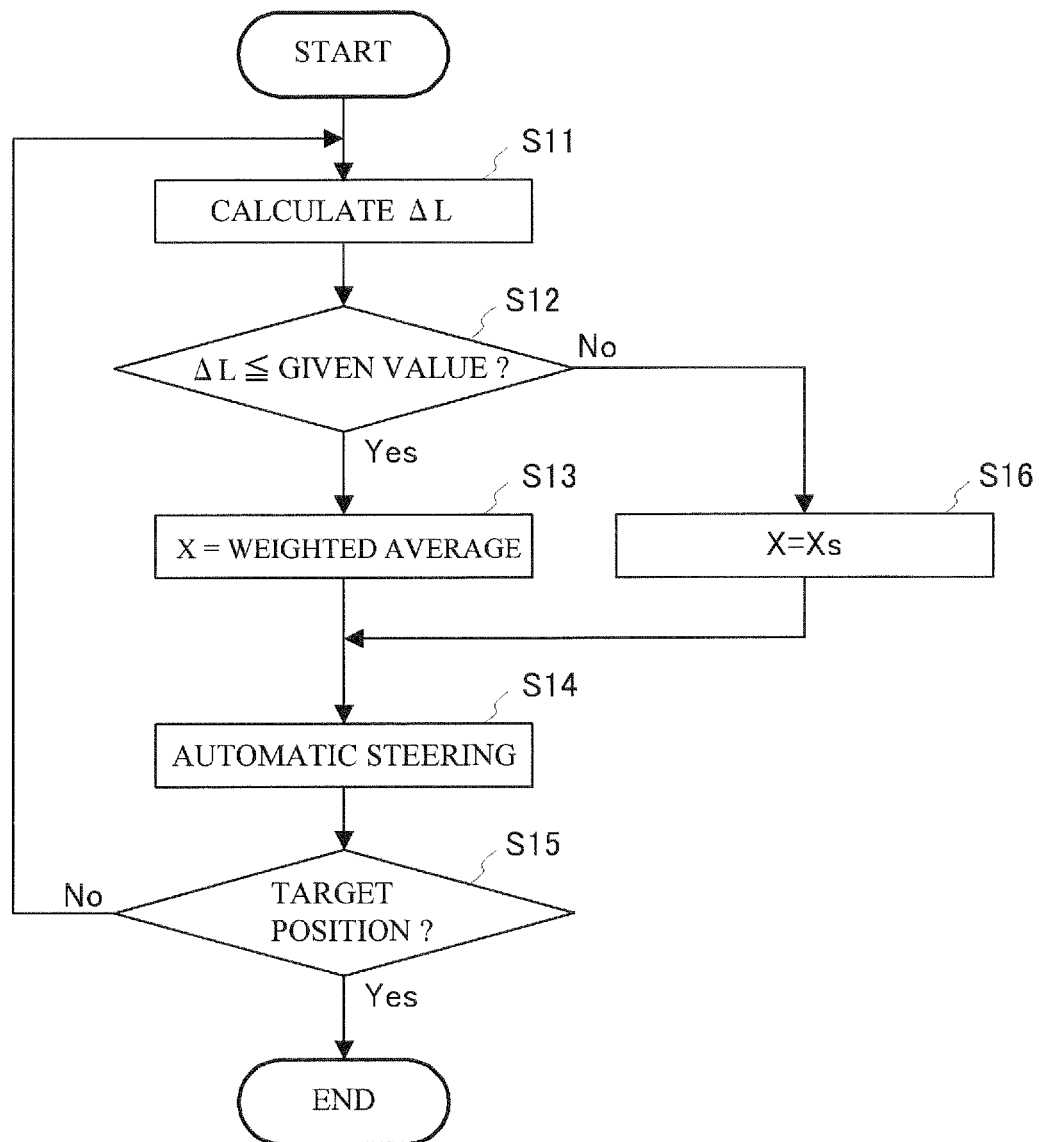 START
S11
CALCULATE ΔL
S12
ΔL ≦ GIVEN VALUE ?
No
Yes
S13
S16
X = WEIGHTED AVERAGE
X=Xs
S14
AUTOMATIC STEERING
S15
No
TARGET
POSITION ?
Yes
END